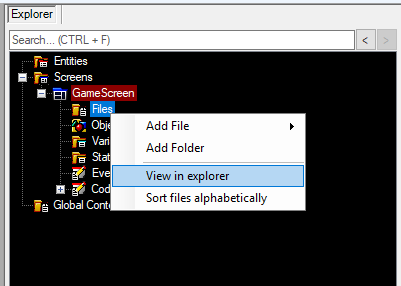 Explorer
Search... (CTRL + F)
<
>
Entities
Screens
GameScreen
Files
Obje
Vari
Stat
Eve
Cod
Global Conte
Add File
Add Folder
View in explorer
Sort files alphabetically